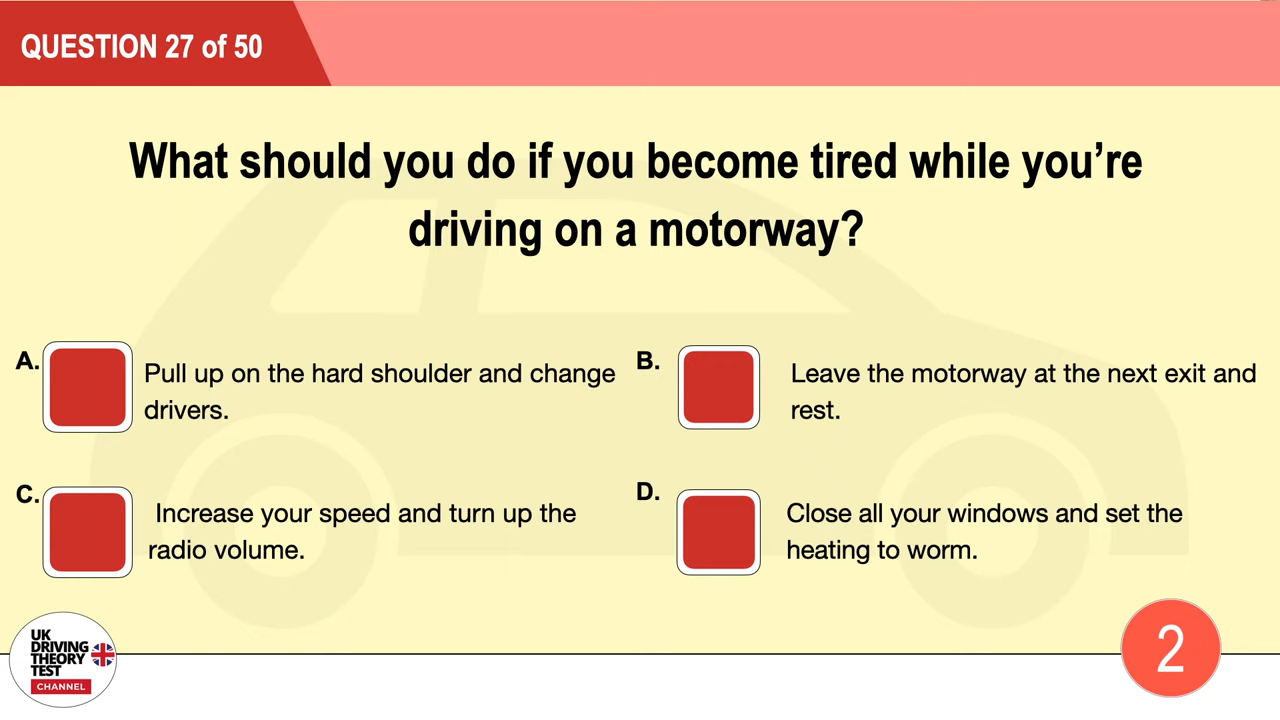 QUESTION 27 of 50
What should you do if you become tired while you’re
driving on a motorway?
A.
Pull up on the hard shoulder and change
drivers.
B.
Leave the motorway at the next exit and
rest.
C.
Increase your speed and turn up the
radio volume.
D.
Close all your windows and set the
heating to worm.
UK
DRIVING
THEORY
TEST
CHANNEL
2